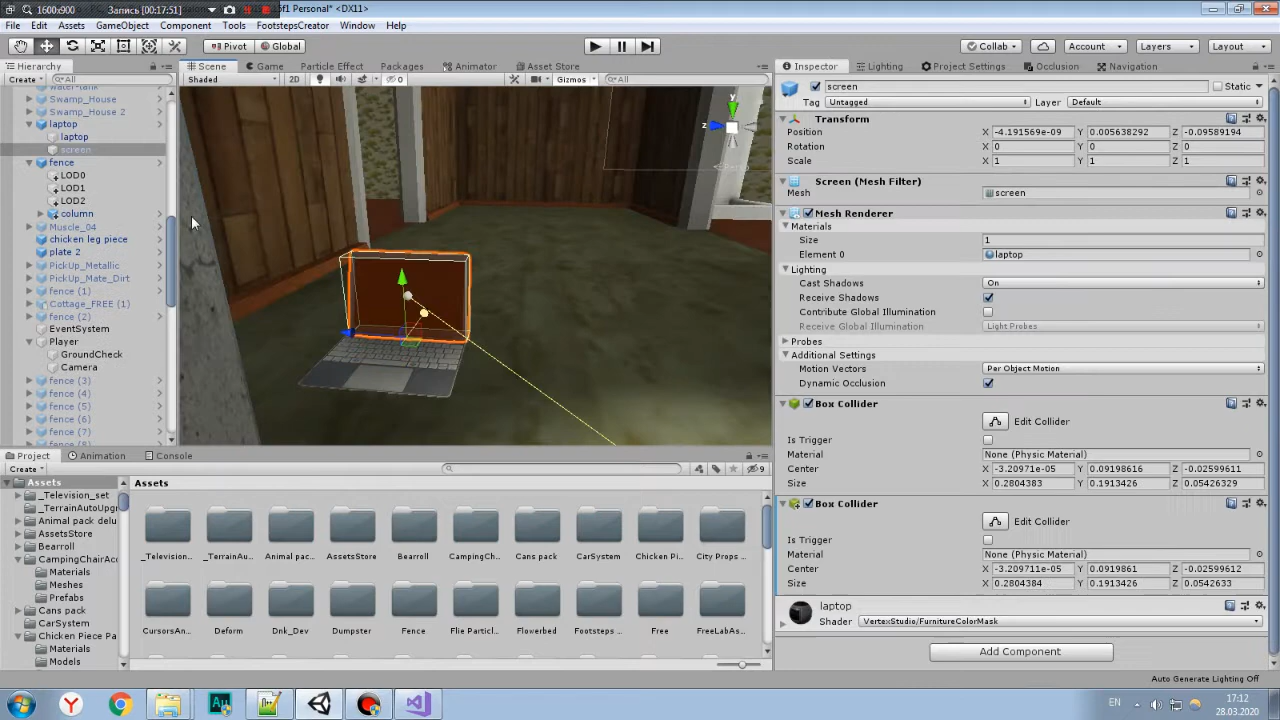 1600x900 Запись [00:17:51] öf1 Personal* <DX11>
File Edit Assets GameObject Component Tools FootstepsCreator Window Help
Pivot Global Collab Account Layers Layout
Hierarchy Scene Game Particle Effect Packages Animator Asset Store Inspector Lighting Project Settings Occlusion Navigation
Create All Shaded 2D 0 Gizmos All
Swamp_House
Swamp_House 2
laptop
laptop
screen
fence
LOD0
LOD1
LOD2
column
Muscle_04
chicken leg piece
plate 2
PickUp_Metallic
PickUp_Mate_Dirt
fence (1)
Cottage_FREE (1)
fence (2)
EventSystem
Player
GroundCheck
Camera
fence (3)
fence (4)
fence (5)
fence (6)
fence (7)
y
z
screen Static
Tag Untagged Layer Default
Transform
Position X -4.191569e-09 Y 0.005638292 Z -0.09589194
Rotation X 0 Y 0 Z 0
Scale X 1 Y 1 Z 1
Screen (Mesh Filter)
Mesh screen
Mesh Renderer
Materials
Size 1
Element 0 laptop
Lighting
Cast Shadows On
Receive Shadows
Contribute Global Illumination
Receive Global Illumination Light Probes
Probes
Additional Settings
Motion Vectors Per Object Motion
Dynamic Occlusion
Box Collider
Edit Collider
Is Trigger
Material None (Physic Material)
Center X -3.20971e-05 Y 0.09198616 Z -0.02599611
Size X 0.2804383 Y 0.1913426 Z 0.05426329
Box Collider
Edit Collider
Is Trigger
Material None (Physic Material)
Center X -3.209711e-05 Y 0.0919861 Z -0.02599612
Size X 0.2804384 Y 0.1913426 Z 0.0542633
laptop
Shader VertexStudio/FurnitureColorMask
Add Component
Auto Generate Lighting Off
Project Animation Console
Create 9
Assets
_Television_set
_TerrainAutoUpg
Animal pack delu
AssetsStore
Bearroll
CampingChairAcc
Materials
Meshes
Prefabs
Cans pack
CarSystem
Chicken Piece Pa
Materials
Models
Assets
_Televisio... _TerrainAu... Animal pac... AssetsStore Bearroll CampingCh... Cans pack CarSystem Chicken Pi... City Props ...
CursorsAn... Deform Dnk_Dev Dumpster Fence Flie Particl... Flowerbed Footsteps ... Free FreeLabAs...
EN 17:12
28.03.2020